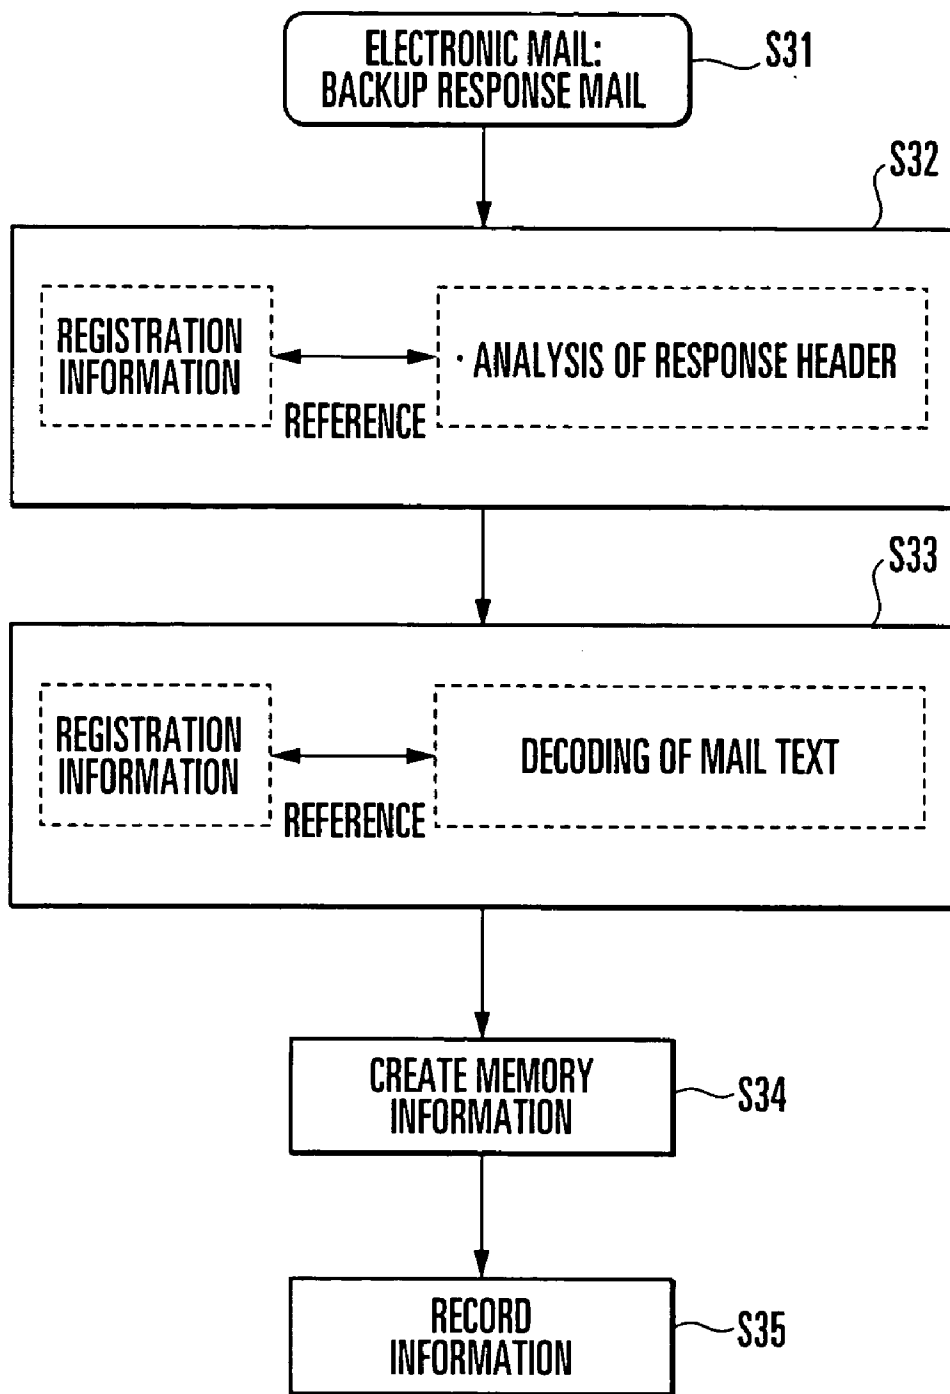 ELECTRONIC MAIL:
BACKUP RESPONSE MAIL
S31
S32
REGISTRATION
INFORMATION
REFERENCE
· ANALYSIS OF RESPONSE HEADER
S33
REGISTRATION
INFORMATION
REFERENCE
DECODING OF MAIL TEXT
CREATE MEMORY
INFORMATION
S34
RECORD
INFORMATION
S35